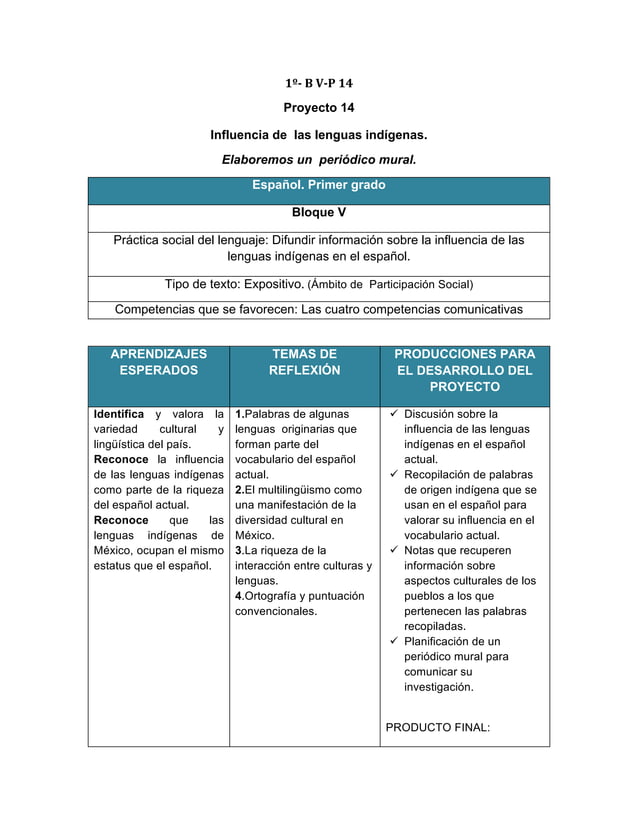 1º- B V-P 14
Proyecto 14
Influencia de las lenguas indígenas.
Elaboremos un periódico mural.
Español. Primer grado
Bloque V
Práctica social del lenguaje: Difundir información sobre la influencia de las
lenguas indígenas en el español.
Tipo de texto: Expositivo. (Ámbito de Participación Social)
Competencias que se favorecen: Las cuatro competencias comunicativas
APRENDIZAJES
ESPERADOS
TEMAS DE
REFLEXIÓN
PRODUCCIONES PARA
EL DESARROLLO DEL
PROYECTO
Identifica y valora la
variedad cultural y
lingüística del país.
Reconoce la influencia
de las lenguas indígenas
como parte de la riqueza
del español actual.
Reconoce que las
lenguas indígenas de
México, ocupan el mismo
estatus que el español.
1.Palabras de algunas
lenguas originarias que
forman parte del
vocabulario del español
actual.
2.El multilingüismo como
una manifestación de la
diversidad cultural en
México.
3.La riqueza de la
interacción entre culturas y
lenguas.
4.Ortografía y puntuación
convencionales.
✓ Discusión sobre la
influencia de las lenguas
indígenas en el español
actual.
✓ Recopilación de palabras
de origen indígena que se
usan en el español para
valorar su influencia en el
vocabulario actual.
✓ Notas que recuperen
información sobre
aspectos culturales de los
pueblos a los que
pertenecen las palabras
recopiladas.
✓ Planificación de un
periódico mural para
comunicar su
investigación.
PRODUCTO FINAL: